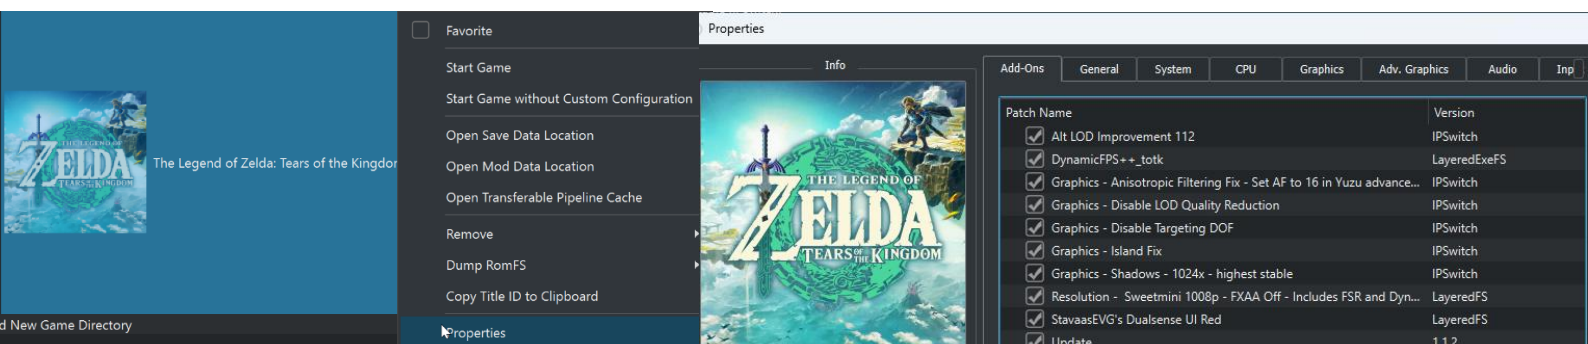 The Legend of Zelda: Tears of the Kingdor
d New Game Directory
THE LEGEND OF
ZELDA
TEARS OF THE KINGDOM
Favorite
Start Game
Start Game without Custom Configuration
Open Save Data Location
Open Mod Data Location
Open Transferable Pipeline Cache
Remove
Dump RomFS
Copy Title ID to Clipboard
Properties
Properties
Info
THE LEGEND OF
ZELDA
TEARS OF THE KINGDOM
Add-Ons General System CPU Graphics Adv. Graphics Audio Inp
Patch Name Version
Alt LOD Improvement 112 IPSwitch
DynamicFPS++_totk LayeredExeFS
Graphics - Anisotropic Filtering Fix - Set AF to 16 in Yuzu advance... IPSwitch
Graphics - Disable LOD Quality Reduction IPSwitch
Graphics - Disable Targeting DOF IPSwitch
Graphics - Island Fix IPSwitch
Graphics - Shadows - 1024x - highest stable IPSwitch
Resolution - Sweetmini 1008p - FXAA Off - Includes FSR and Dyn... LayeredFS
StavaasEVG's Dualsense UI Red LayeredFS
Update 1.1.2